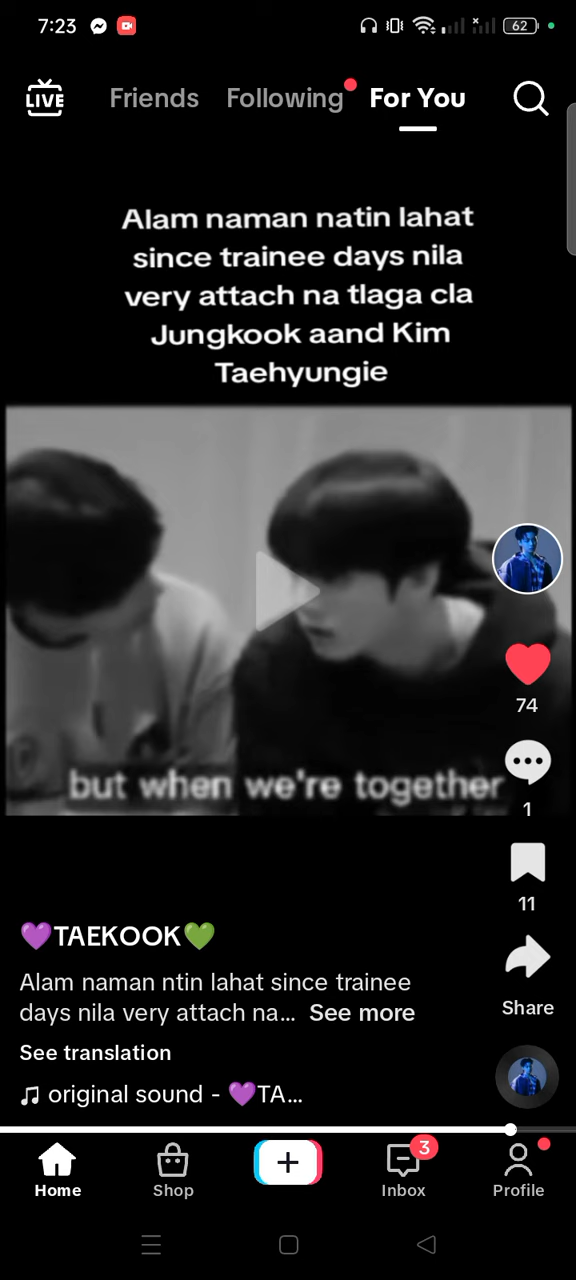 7:23
62
LIVE
Friends
Following
For You
Alam naman natin lahat
since trainee days nila
very attach na tlaga cla
Jungkook aand Kim
Taehyungie
but when we're together
74
1
11
Share
💜TAEKOOK💚
Alam naman ntin lahat since trainee
days nila very attach na... See more
See translation
original sound - 💜TA...
Home
Shop
3
Inbox
Profile